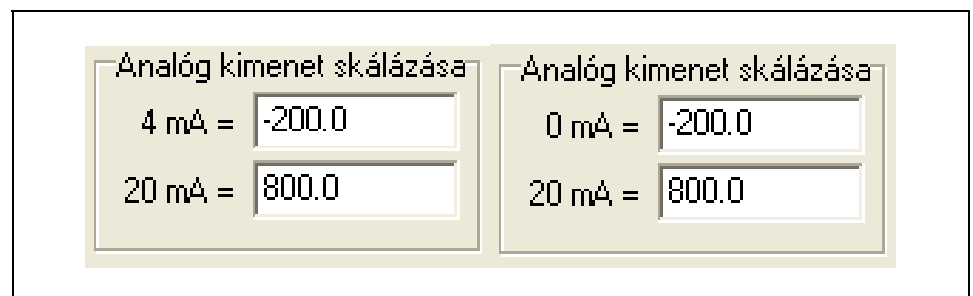 Analóg kimenet skálázása
4 mA = -200.0
20 mA = 800.0
Analóg kimenet skálázása
0 mA = -200.0
20 mA = 800.0